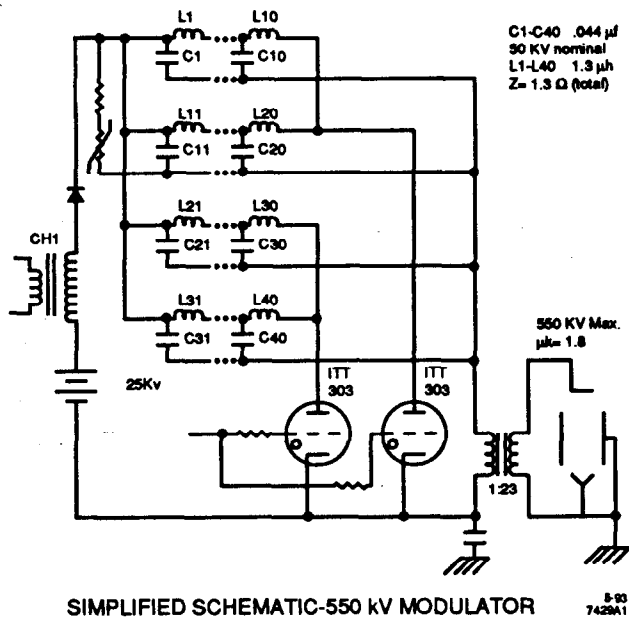 L1 L10
C1 C10
C1-C40 .044 µf
50 KV nominal
L1-L40 1.3 µh
Z= 1.3 Ω (total)
L11 L20
C11 C20
L21 L30
C21 C30
CH1
L31 L40
C31 C40
550 KV Max.
µk= 1.8
25Kv
ITT
303
ITT
303
1:23
SIMPLIFIED SCHEMATIC-550 kV MODULATOR
8-93
7429A1